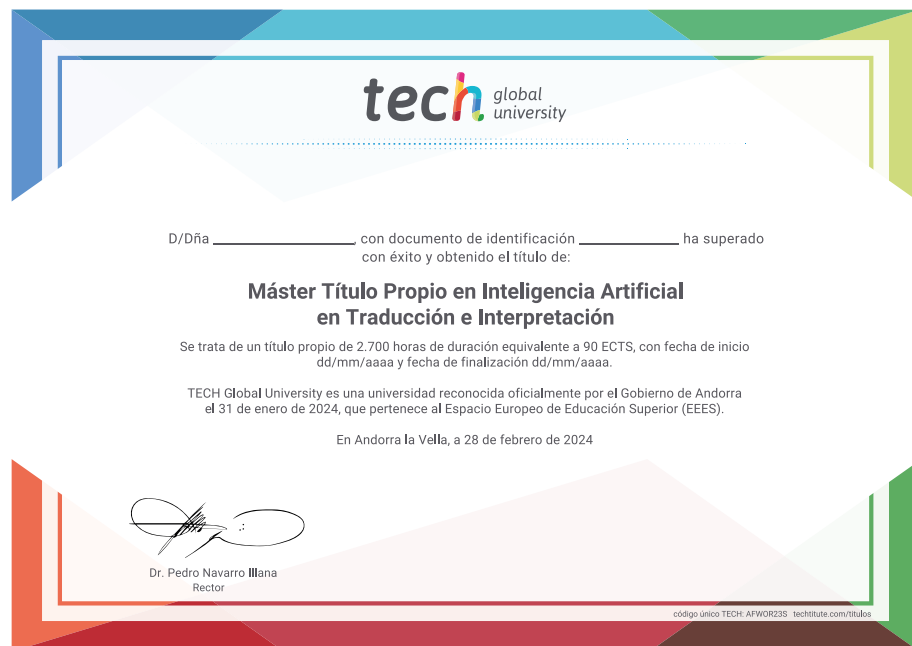 tech global
university
D/Dña ______________, con documento de identificación ____________ ha superado
con éxito y obtenido el título de:
Máster Título Propio en Inteligencia Artificial
en Traducción e Interpretación
Se trata de un título propio de 2.700 horas de duración equivalente a 90 ECTS, con fecha de inicio
dd/mm/aaaa y fecha de finalización dd/mm/aaaa.
TECH Global University es una universidad reconocida oficialmente por el Gobierno de Andorra
el 31 de enero de 2024, que pertenece al Espacio Europeo de Educación Superior (EEES).
En Andorra la Vella, a 28 de febrero de 2024
Dr. Pedro Navarro Illana
Rector
código único TECH: AFWOR23S techtitute.com/titulos